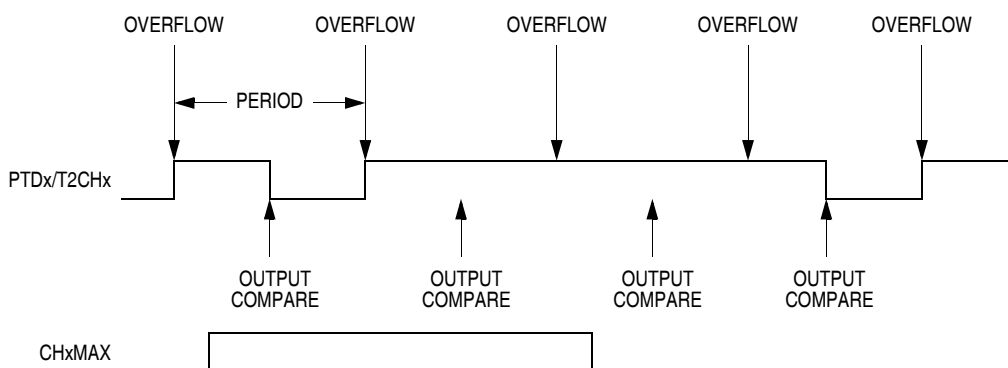 OVERFLOW OVERFLOW OVERFLOW OVERFLOW OVERFLOW
PERIOD
PTDx/T2CHx
OUTPUT COMPARE
OUTPUT COMPARE
OUTPUT COMPARE
OUTPUT COMPARE
CHxMAX